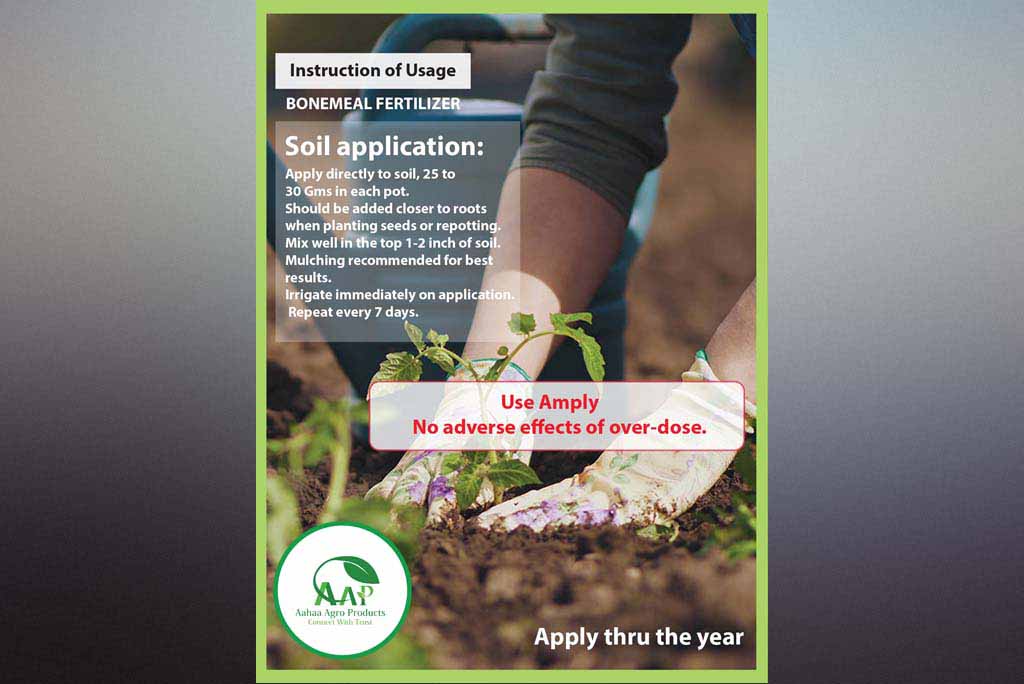 Instruction of Usage
BONEMEAL FERTILIZER
Soil application:
Apply directly to soil, 25 to
30 Gms in each pot.
Should be added closer to roots
when planting seeds or repotting.
Mix well in the top 1-2 inch of soil.
Mulching recommended for best
results.
Irrigate immediately on application.
Repeat every 7 days.
Use Amply
No adverse effects of over-dose.
AAP
Aahaa Agro Products
Connect With Trust
Apply thru the year